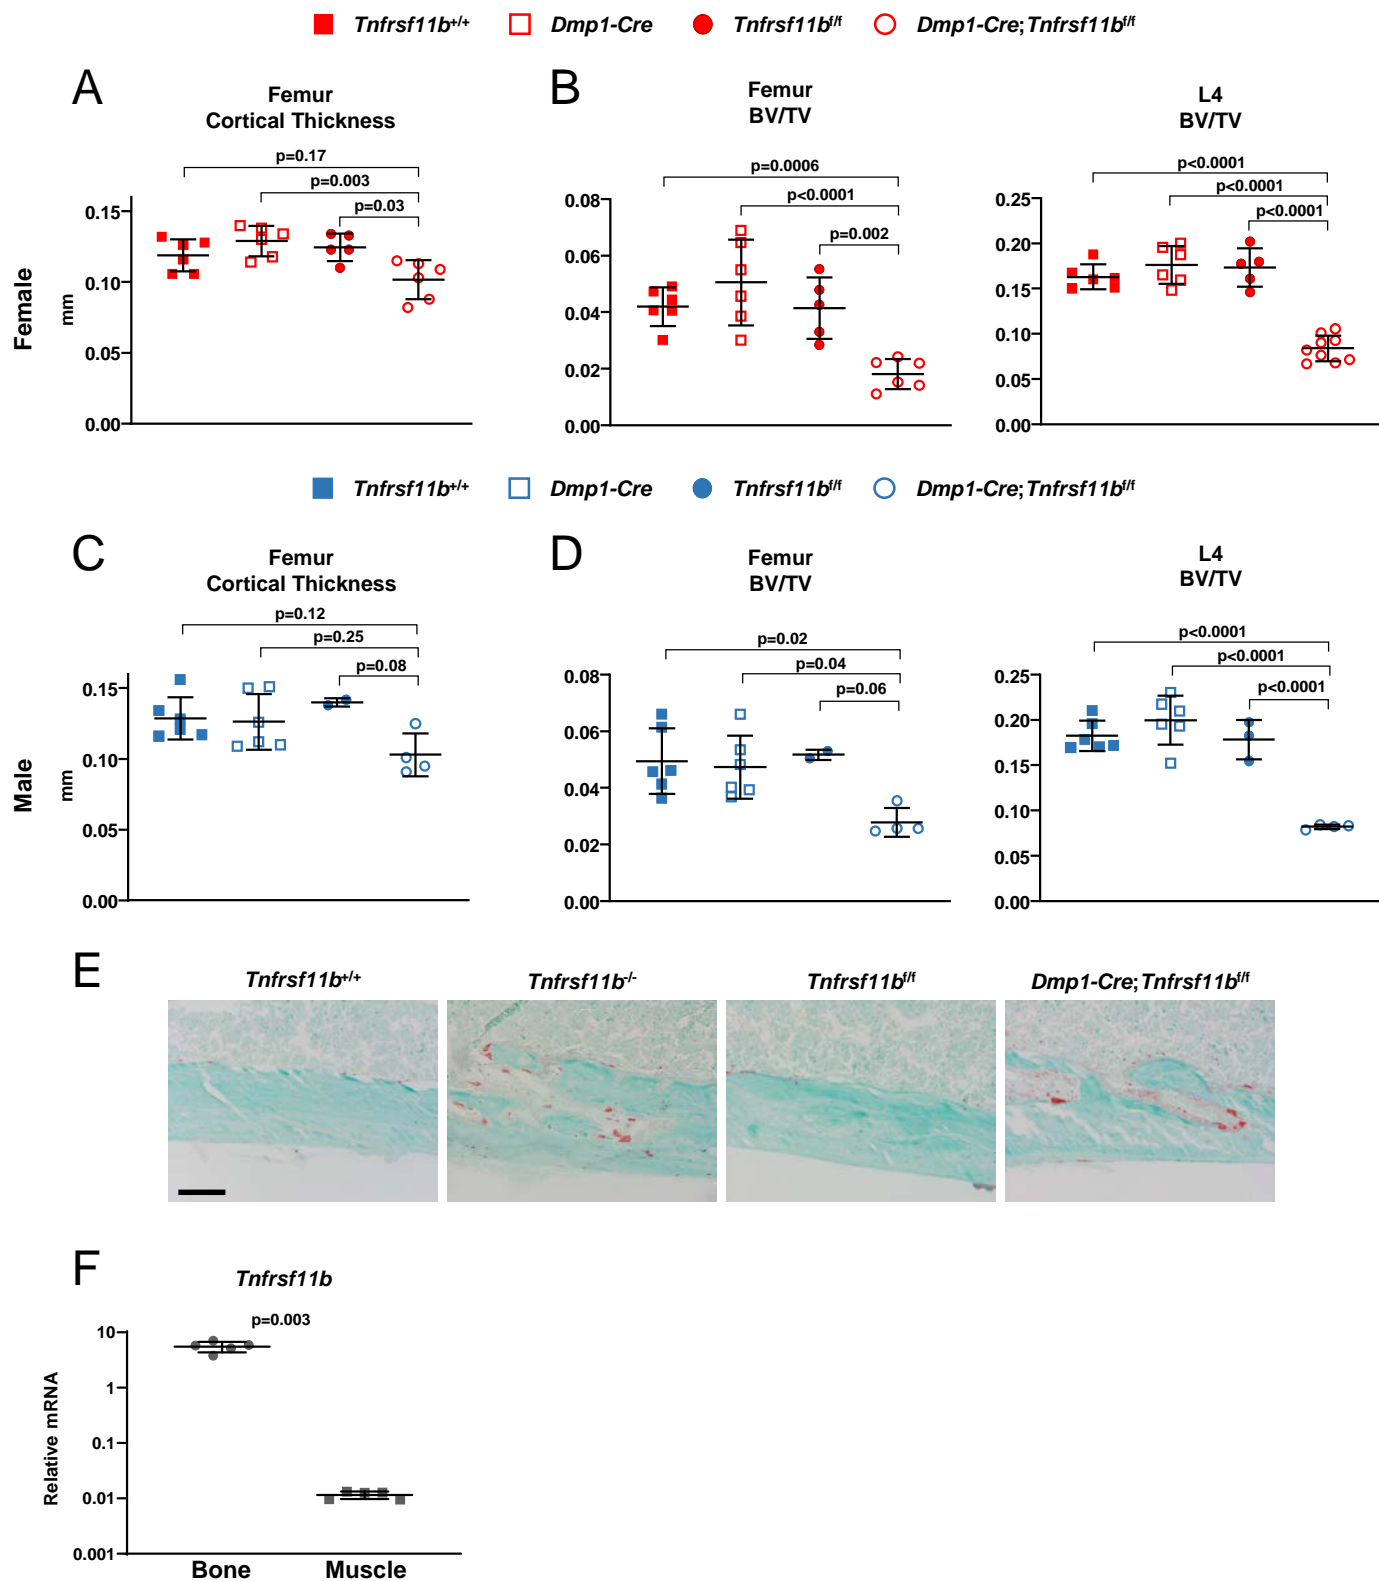 Tnfrsf11b+/+ Dmp1-Cre Tnfrsf11bf/f Dmp1-Cre;Tnfrsf11bf/f
A
Femur
Cortical Thickness
p=0.17
p=0.003
p=0.03
0.15
0.10
0.05
0.00
mm
Female
B
Femur
BV/TV
p=0.0006
p<0.0001
p=0.002
0.08
0.06
0.04
0.02
0.00
L4
BV/TV
p<0.0001
p<0.0001
p<0.0001
0.25
0.20
0.15
0.10
0.05
0.00
Tnfrsf11b+/+ Dmp1-Cre Tnfrsf11bf/f Dmp1-Cre;Tnfrsf11bf/f
C
Femur
Cortical Thickness
p=0.12
p=0.25
p=0.08
0.15
0.10
0.05
0.00
mm
Male
D
Femur
BV/TV
p=0.02
p=0.04
p=0.06
0.08
0.06
0.04
0.02
0.00
L4
BV/TV
p<0.0001
p<0.0001
p<0.0001
0.25
0.20
0.15
0.10
0.05
0.00
E
Tnfrsf11b+/+ Tnfrsf11b-/- Tnfrsf11bf/f Dmp1-Cre;Tnfrsf11bf/f
F
Tnfrsf11b
p=0.003
10
1
0.1
0.01
0.001
Relative mRNA
Bone Muscle